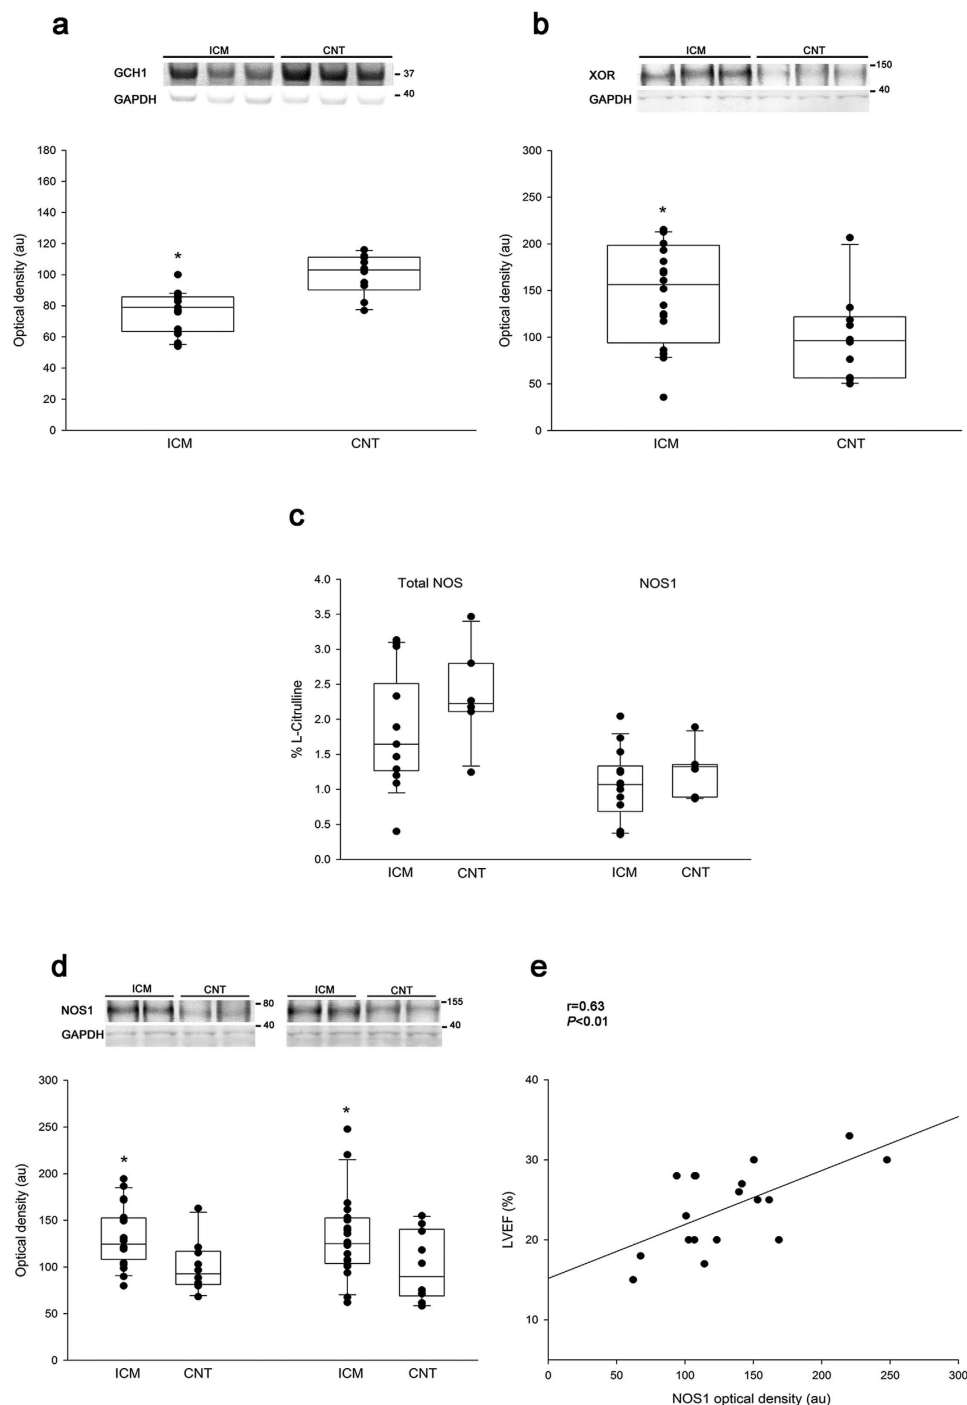 a
ICM CNT
GCH1
37
GAPDH
40
180
160
140
120
100
80
60
40
20
0
Optical density (au)
*
ICM CNT
b
ICM CNT
XOR
150
GAPDH
40
300
250
200
150
100
50
0
Optical density (au)
*
ICM CNT
c
4.0
3.5
3.0
2.5
2.0
1.5
1.0
0.5
0.0
% L-Citrulline
Total NOS NOS1
ICM CNT ICM CNT
d
ICM CNT ICM CNT
NOS1
80
155
GAPDH
40
40
300
250
200
150
100
50
0
Optical density (au)
*
*
ICM CNT ICM CNT
e
r=0.63
P<0.01
40
30
20
10
LVEF (%)
0 50 100 150 200 250 300
NOS1 optical density (au)